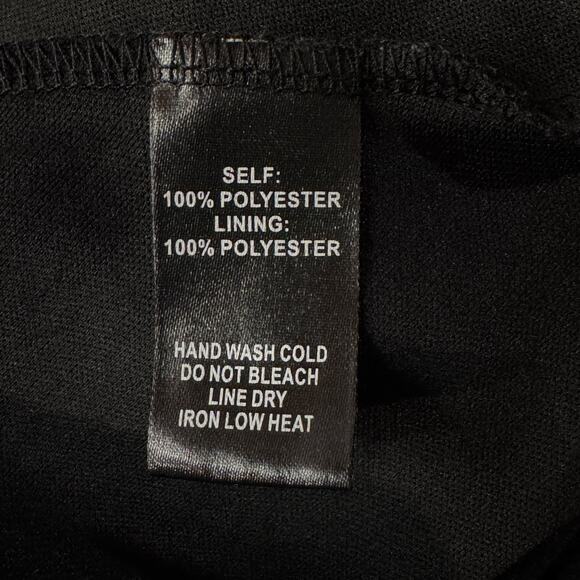 SELF:
100% POLYESTER
LINING:
100% POLYESTER
HAND WASH COLD
DO NOT BLEACH
LINE DRY
IRON LOW HEAT